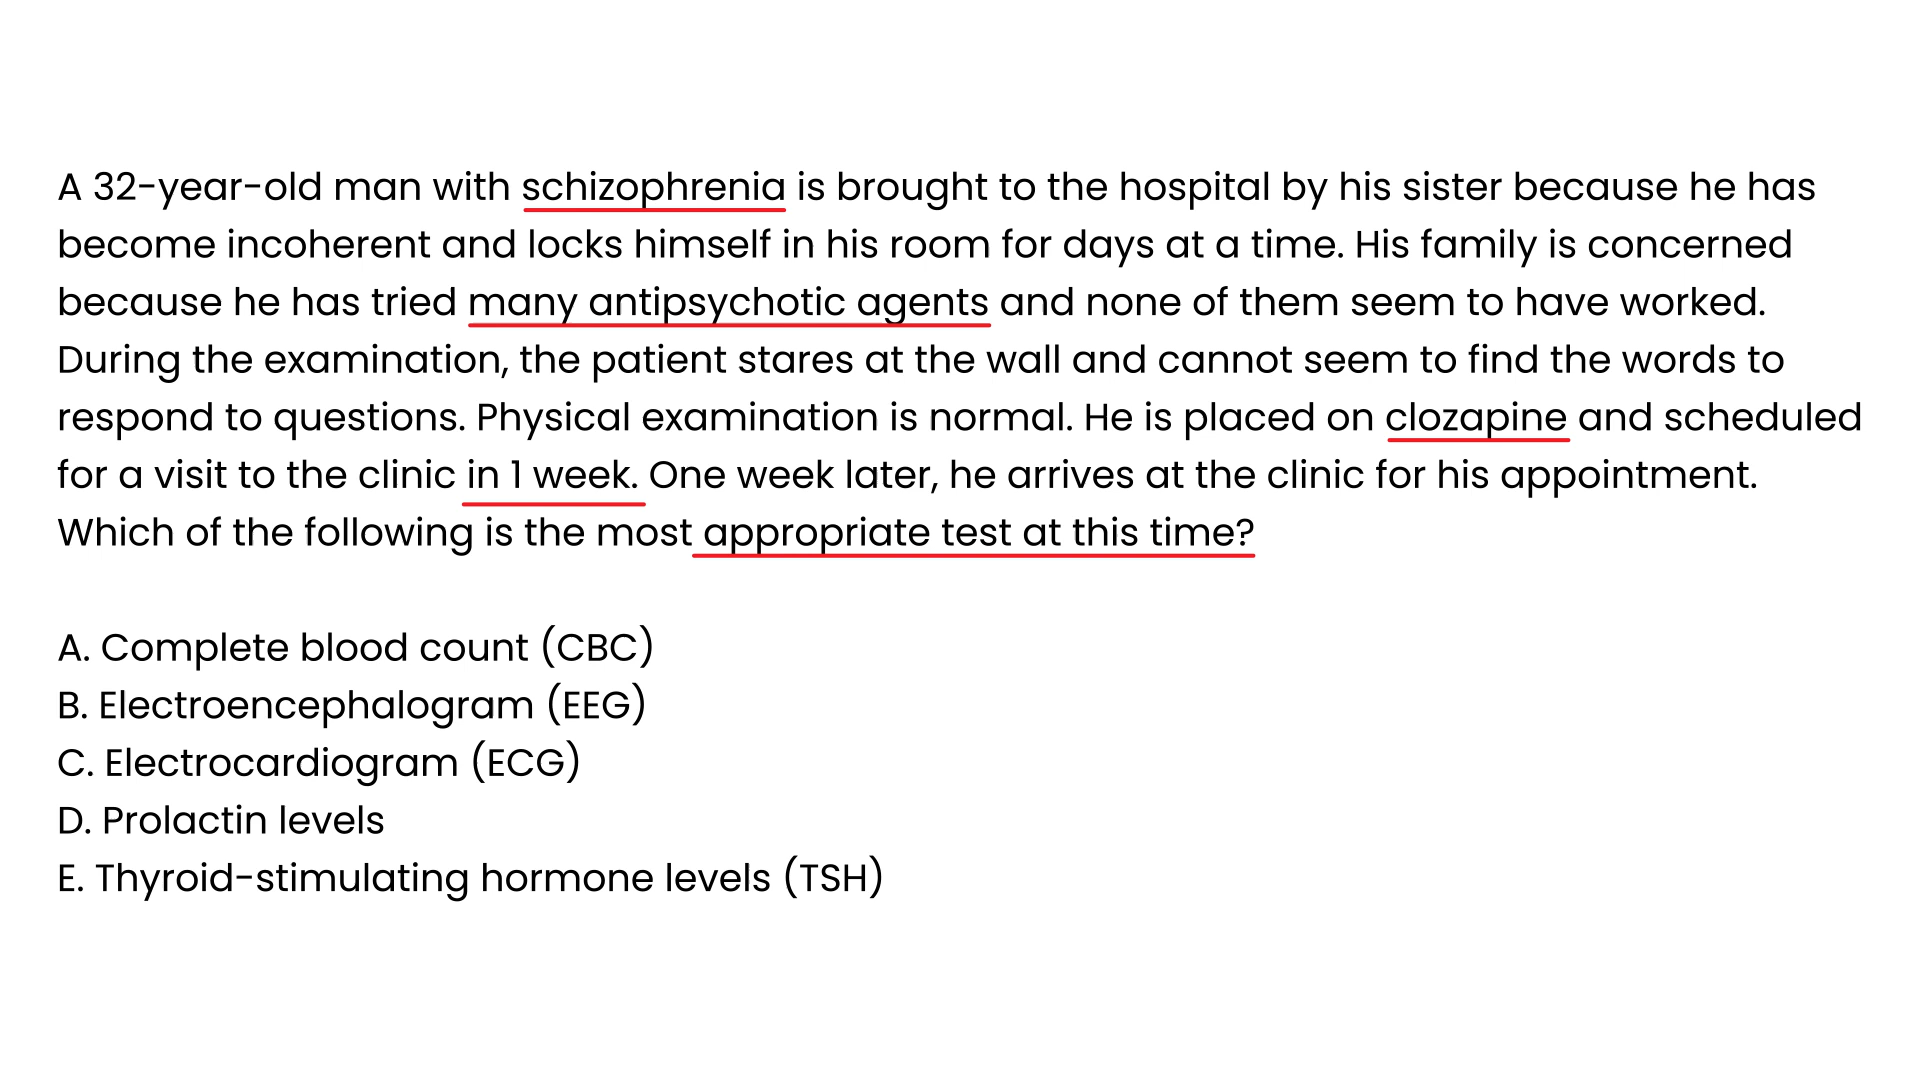 A 32-year-old man with schizophrenia is brought to the hospital by his sister because he has
become incoherent and locks himself in his room for days at a time. His family is concerned
because he has tried many antipsychotic agents and none of them seem to have worked.
During the examination, the patient stares at the wall and cannot seem to find the words to
respond to questions. Physical examination is normal. He is placed on clozapine and scheduled
for a visit to the clinic in 1 week. One week later, he arrives at the clinic for his appointment.
Which of the following is the most appropriate test at this time?
A. Complete blood count (CBC)
B. Electroencephalogram (EEG)
C. Electrocardiogram (ECG)
D. Prolactin levels
E. Thyroid-stimulating hormone levels (TSH)